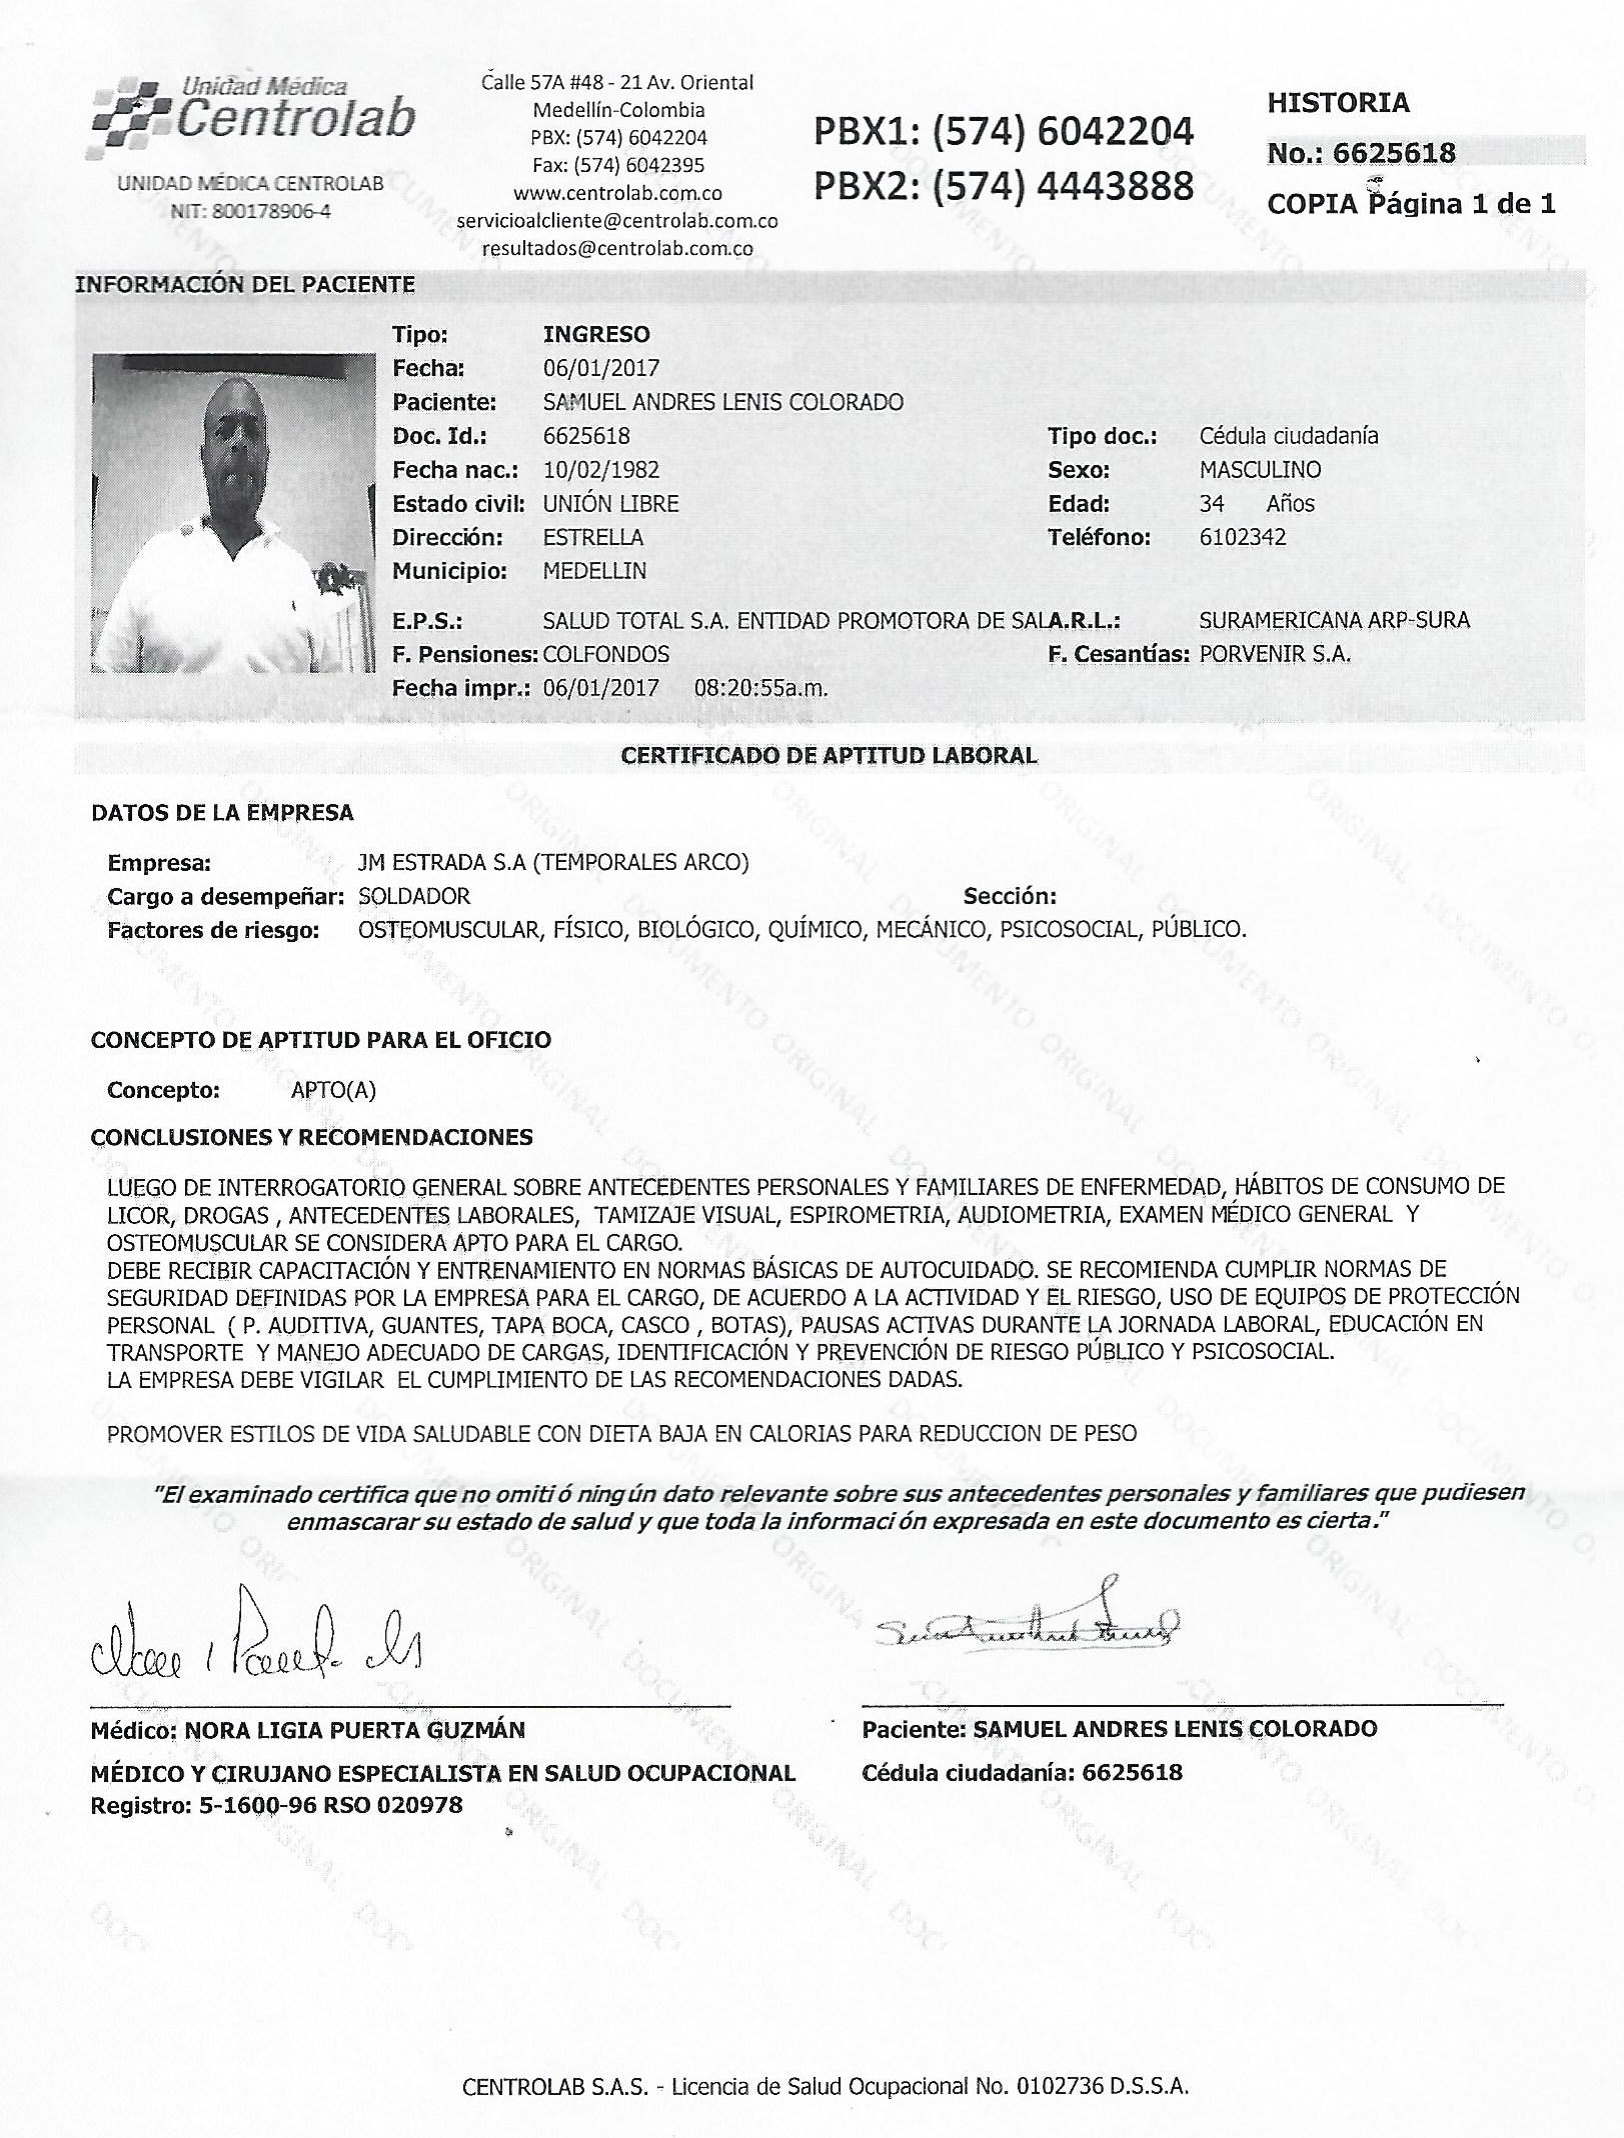 Unidad Médica
Centrolab
UNIDAD MÉDICA CENTROLAB
NIT: 800178906-4
Calle 57A #48 - 21 Av. Oriental
Medellín-Colombia
PBX: (574) 6042204
Fax: (574) 6042395
www.centrolab.com.co
servicioalcliente@centrolab.com.co
resultados@centrolab.com.co
PBX1: (574) 6042204
PBX2: (574) 4443888
HISTORIA
No.: 6625618
COPIA Página 1 de 1
INFORMACIÓN DEL PACIENTE
Tipo: INGRESO
Fecha: 06/01/2017
Paciente: SAMUEL ANDRES LENIS COLORADO
Doc. Id.: 6625618 Tipo doc.: Cédula ciudadanía
Fecha nac.: 10/02/1982 Sexo: MASCULINO
Estado civil: UNIÓN LIBRE Edad: 34 Años
Dirección: ESTRELLA Teléfono: 6102342
Municipio: MEDELLIN
E.P.S.: SALUD TOTAL S.A. ENTIDAD PROMOTORA DE SAL A.R.L.: SURAMERICANA ARP-SURA
F. Pensiones: COLFONDOS F. Cesantías: PORVENIR S.A.
Fecha impr.: 06/01/2017 08:20:55a.m.
CERTIFICADO DE APTITUD LABORAL
DATOS DE LA EMPRESA
Empresa: JM ESTRADA S.A (TEMPORALES ARCO)
Cargo a desempeñar: SOLDADOR Sección:
Factores de riesgo: OSTEOMUSCULAR, FÍSICO, BIOLÓGICO, QUÍMICO, MECÁNICO, PSICOSOCIAL, PÚBLICO.
CONCEPTO DE APTITUD PARA EL OFICIO
Concepto: APTO(A)
CONCLUSIONES Y RECOMENDACIONES
LUEGO DE INTERROGATORIO GENERAL SOBRE ANTECEDENTES PERSONALES Y FAMILIARES DE ENFERMEDAD, HÁBITOS DE CONSUMO DE
LICOR, DROGAS , ANTECEDENTES LABORALES, TAMIZAJE VISUAL, ESPIROMETRIA, AUDIOMETRIA, EXAMEN MÉDICO GENERAL Y
OSTEOMUSCULAR SE CONSIDERA APTO PARA EL CARGO.
DEBE RECIBIR CAPACITACIÓN Y ENTRENAMIENTO EN NORMAS BÁSICAS DE AUTOCUIDADO. SE RECOMIENDA CUMPLIR NORMAS DE
SEGURIDAD DEFINIDAS POR LA EMPRESA PARA EL CARGO, DE ACUERDO A LA ACTIVIDAD Y EL RIESGO, USO DE EQUIPOS DE PROTECCIÓN
PERSONAL ( P. AUDITIVA, GUANTES, TAPA BOCA, CASCO , BOTAS), PAUSAS ACTIVAS DURANTE LA JORNADA LABORAL, EDUCACIÓN EN
TRANSPORTE Y MANEJO ADECUADO DE CARGAS, IDENTIFICACIÓN Y PREVENCIÓN DE RIESGO PÚBLICO Y PSICOSOCIAL.
LA EMPRESA DEBE VIGILAR EL CUMPLIMIENTO DE LAS RECOMENDACIONES DADAS.
PROMOVER ESTILOS DE VIDA SALUDABLE CON DIETA BAJA EN CALORIAS PARA REDUCCION DE PESO
"El examinado certifica que no omitió ningún dato relevante sobre sus antecedentes personales y familiares que pudiesen
enmascarar su estado de salud y que toda la información expresada en este documento es cierta."
Médico: NORA LIGIA PUERTA GUZMÁN
MÉDICO Y CIRUJANO ESPECIALISTA EN SALUD OCUPACIONAL
Registro: 5-1600-96 RSO 020978
Paciente: SAMUEL ANDRES LENIS COLORADO
Cédula ciudadanía: 6625618
CENTROLAB S.A.S. - Licencia de Salud Ocupacional No. 0102736 D.S.S.A.